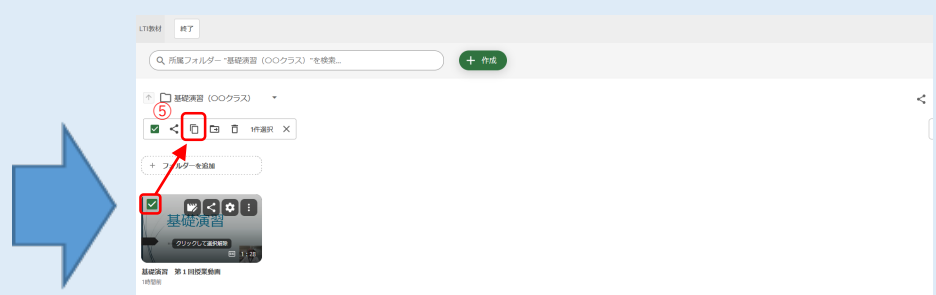 LTI教材 終了
所属フォルダー "基礎演習（〇〇クラス）"を検索... + 作成
基礎演習（〇〇クラス）
⑤
1件選択 ×
+ フォルダーを追加
基礎演習
クリックして選択解除
1:28
基礎演習 第1回授業動画
1時間前